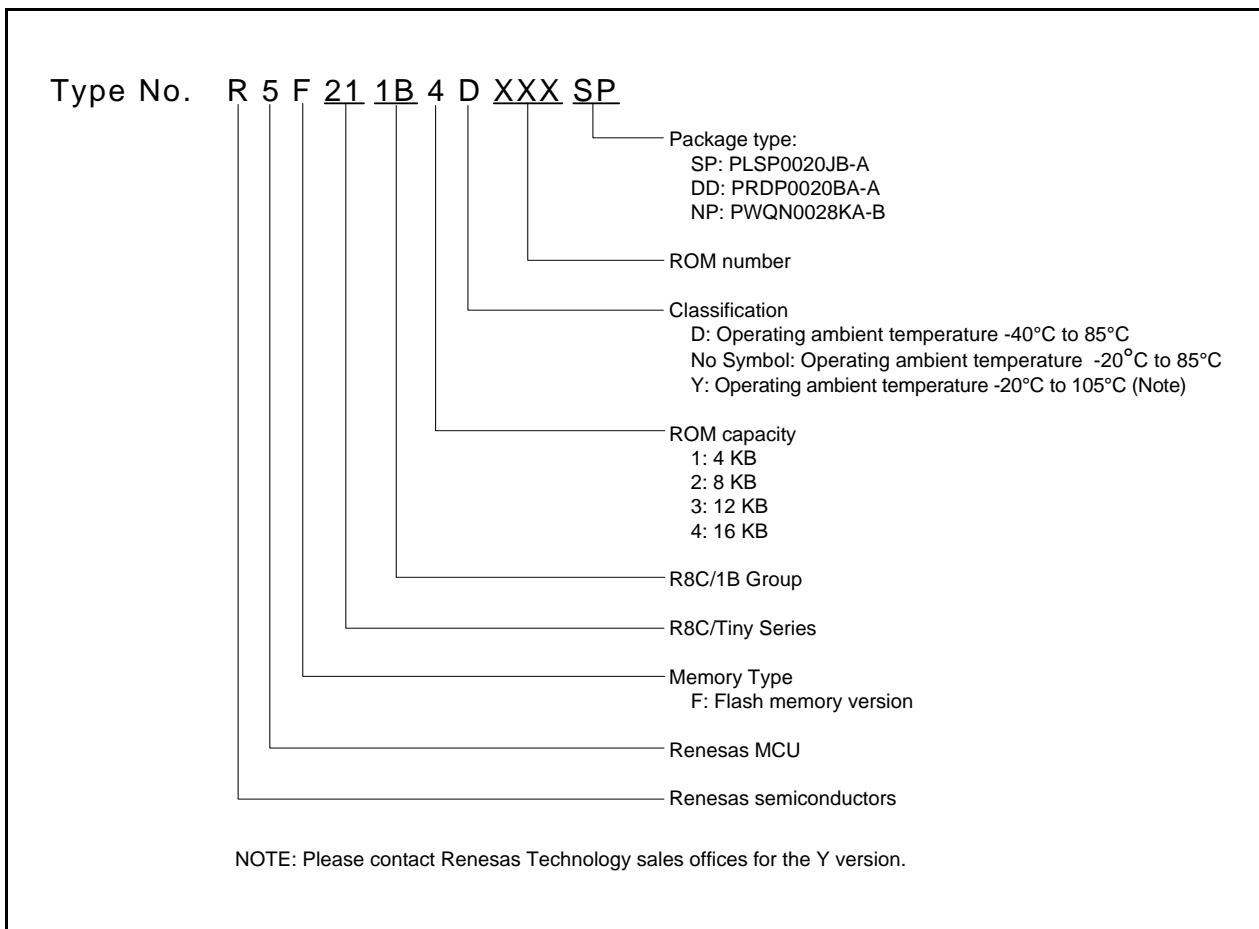 Type No. R 5 F 21 1B 4 D XXX SP
Package type:
SP: PLSP0020JB-A
DD: PRDP0020BA-A
NP: PWQN0028KA-B
ROM number
Classification
D: Operating ambient temperature -40°C to 85°C
No Symbol: Operating ambient temperature -20°C to 85°C
Y: Operating ambient temperature -20°C to 105°C (Note)
ROM capacity
1: 4 KB
2: 8 KB
3: 12 KB
4: 16 KB
R8C/1B Group
R8C/Tiny Series
Memory Type
F: Flash memory version
Renesas MCU
Renesas semiconductors
NOTE: Please contact Renesas Technology sales offices for the Y version.